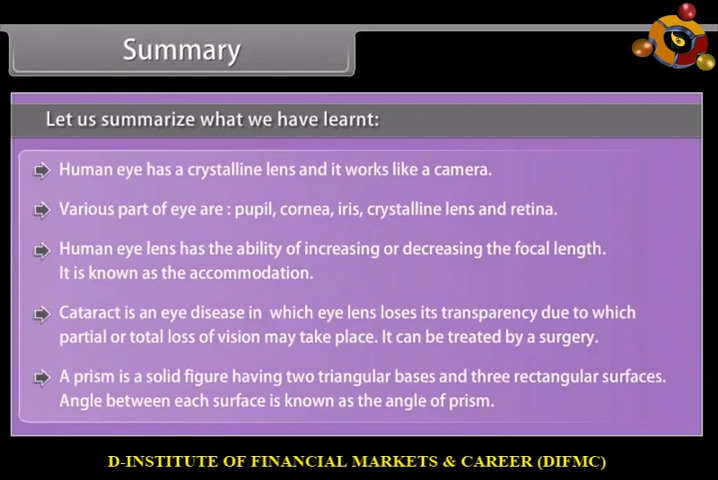 Summary
Let us summarize what we have learnt:
Human eye has a crystalline lens and it works like a camera.
Various part of eye are : pupil, cornea, iris, crystalline lens and retina.
Human eye lens has the ability of increasing or decreasing the focal length.
It is known as the accommodation.
Cataract is an eye disease in which eye lens loses its transparency due to which
partial or total loss of vision may take place. It can be treated by a surgery.
A prism is a solid figure having two triangular bases and three rectangular surfaces.
Angle between each surface is known as the angle of prism.
D-INSTITUTE OF FINANCIAL MARKETS & CAREER (DIFMC)